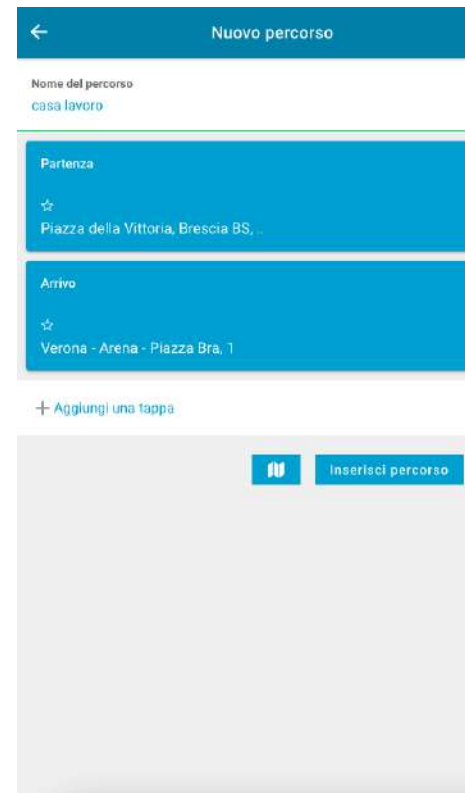 Nuovo percorso
Nome del percorso
casa lavoro
Partenza
Piazza della Vittoria, Brescia BS, ..
Arrivo
Verona - Arena - Piazza Bra, 1
Aggiungi una tappa
Inserisci percorso